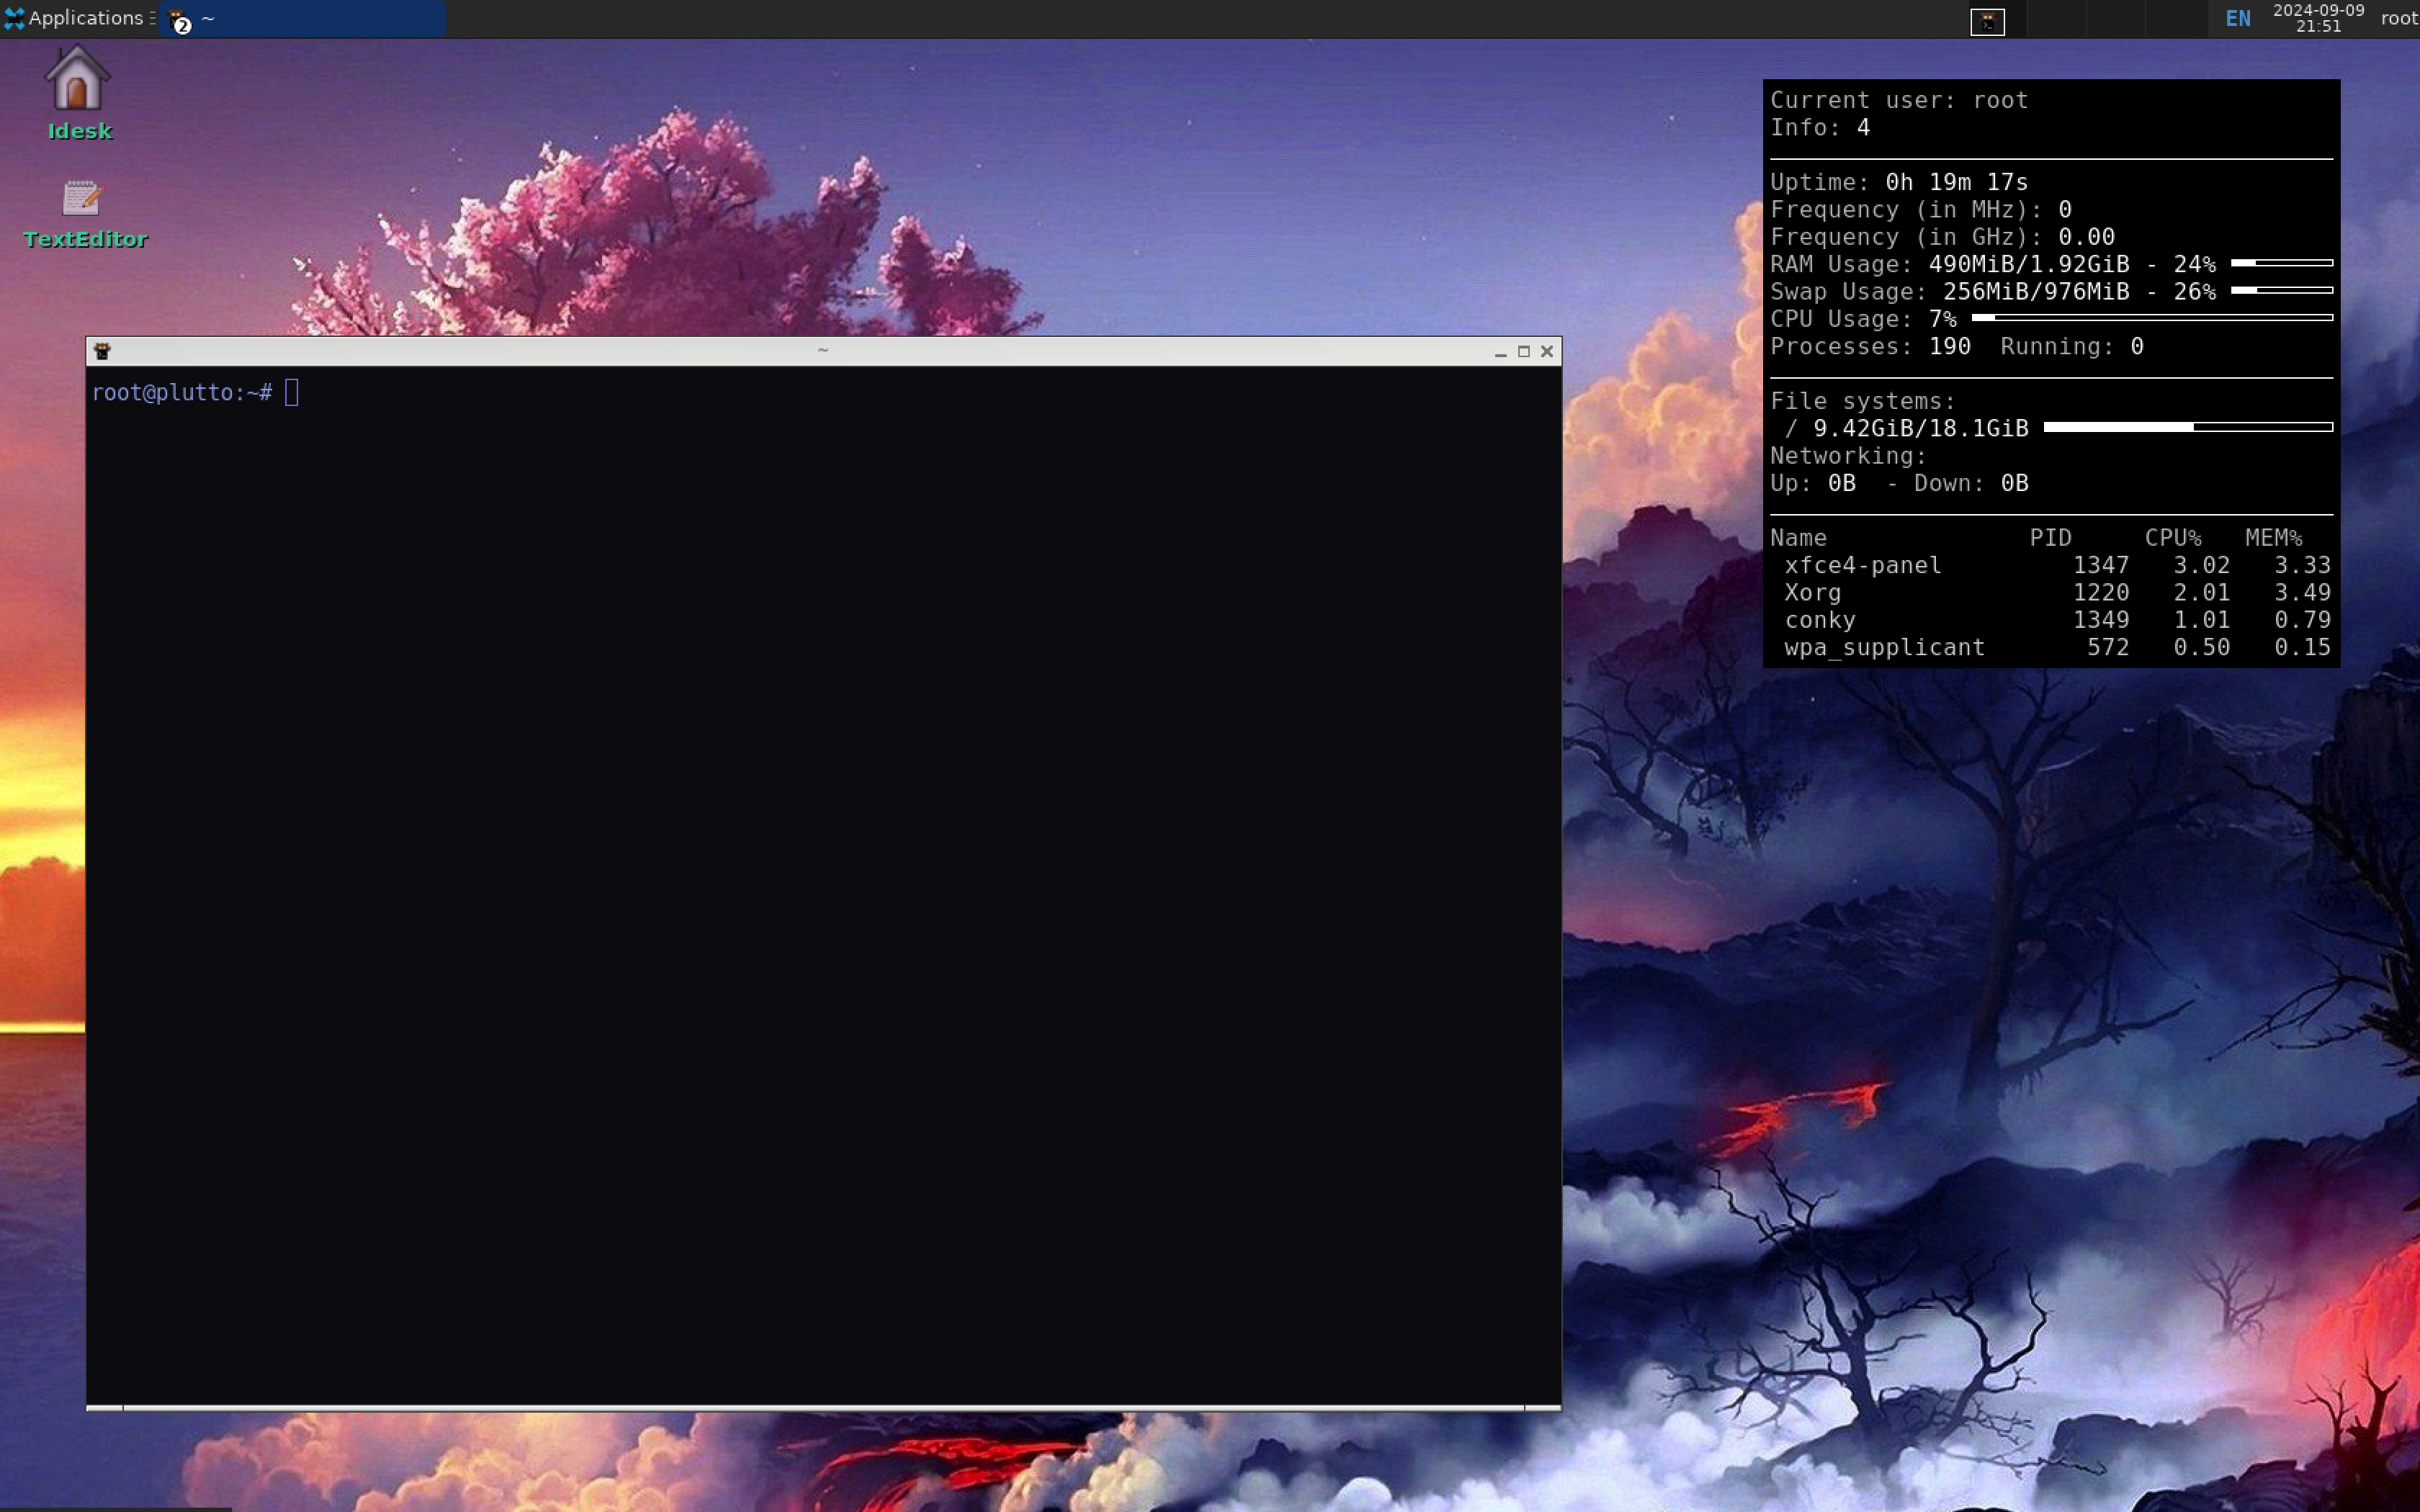 Applications
2 ~
EN
2024-09-09
21:51
root
Idesk
TextEditor
~
root@plutto:~#
Current user: root
Info: 4
Uptime: 0h 19m 17s
Frequency (in MHz): 0
Frequency (in GHz): 0.00
RAM Usage: 490MiB/1.92GiB - 24%
Swap Usage: 256MiB/976MiB - 26%
CPU Usage: 7%
Processes: 190 Running: 0
File systems:
/ 9.42GiB/18.1GiB
Networking:
Up: 0B - Down: 0B
Name PID CPU% MEM%
xfce4-panel 1347 3.02 3.33
Xorg 1220 2.01 3.49
conky 1349 1.01 0.79
wpa_supplicant 572 0.50 0.15